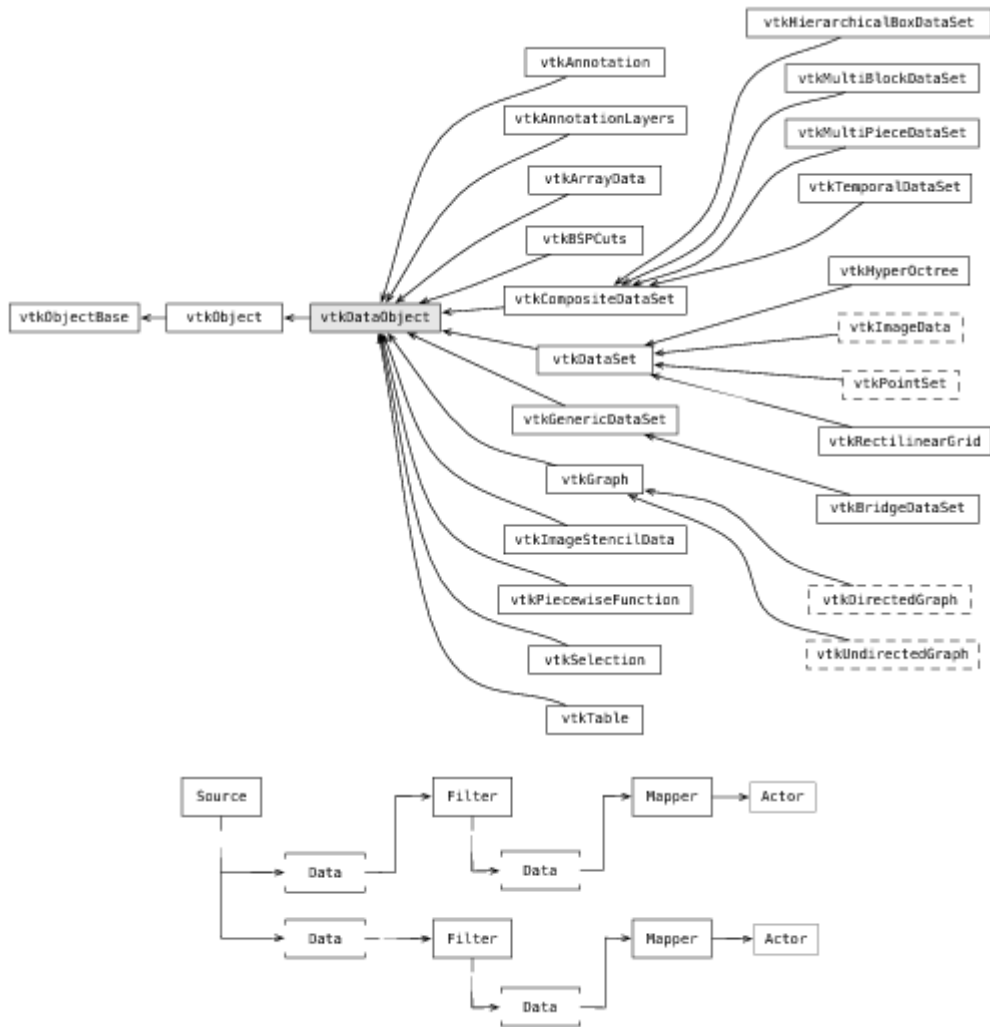 vtkHierarchicalBoxDataSet
vtkAnnotation
vtkMultiBlockDataSet
vtkAnnotationLayers
vtkMultiPieceDataSet
vtkArrayData
vtkTemporalDataSet
vtkBSPCuts
vtkHyperOctree
vtkCompositeDataSet
vtkObjectBase
vtkObject
vtkDataObject
vtkImageData
vtkDataSet
vtkPointSet
vtkGenericDataSet
vtkRectilinearGrid
vtkGraph
vtkBridgeDataSet
vtkImageStencilData
vtkPiecewiseFunction
vtkDirectedGraph
vtkSelection
vtkUndirectedGraph
vtkTable
Source
Filter
Mapper
Actor
Data
Data
Data
Filter
Mapper
Actor
Data